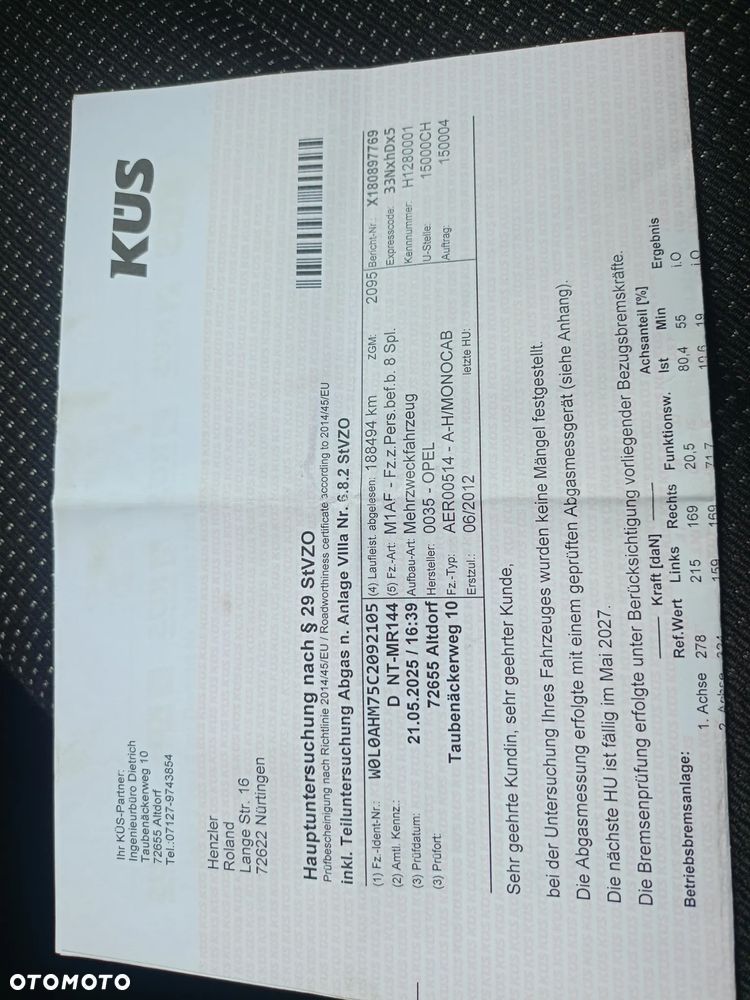 KÜS
Ihr KÜS-Partner:
Ingenieurbüro Dietrich
Taubenäckerweg 10
72655 Altdorf
Tel.:07127-9743854
Henzler
Roland
Lange Str. 16
72622 Nürtingen
Hauptuntersuchung nach § 29 StVZO
Prüfbescheinigung nach Richtlinie 2014/45/EU / Roadworthiness certificate according to 2014/45/EU
inkl. Teiluntersuchung Abgas n. Anlage VIIIa Nr. 6.8.2 StVZO
(1) Fz.-Ident-Nr.: W0L0AHM75C2092105 (4) Laufleist. abgelesen: 188494 km ZGM: 2095 Bericht-Nr. X180897769
(2) Amtl. Kennz.: D NT-MR144 (5) Fz.-Art: M1AF - Fz.z.Pers.bef.b. 8 Spl. Expresscode: 33NxhDx5
(3) Prüfdatum: 21.05.2025 / 16:39 Aufbau-Art: Mehrzweckfahrzeug Kennnummer: H1280001
(3) Prüfort: 72655 Altdorf Hersteller: 0035 - OPEL U-Stelle: 15000CH
Taubenäckerweg 10 Fz.-Typ: AER00514 - A-H/MONOCAB Auftrag: 150004
Erstzul.: 06/2012 letzte HU:
Sehr geehrte Kundin, sehr geehrter Kunde,
bei der Untersuchung Ihres Fahrzeuges wurden keine Mängel festgestellt.
Die Abgasmessung erfolgte mit einem geprüften Abgasmessgerät (siehe Anhang).
Die nächste HU ist fällig im Mai 2027.
Die Bremsenprüfung erfolgte unter Berücksichtigung vorliegender Bezugsbremskräfte.
Kraft [daN] Achsanteil [%]
Betriebsbremsanlage: Ref.Wert Links Rechts Funktionsw. Ist Min Ergebnis
1. Achse 278 215 169 20,5 80,4 55 i.O
2. Achse 159 169 71,7 19 i.O
OTOMOTO